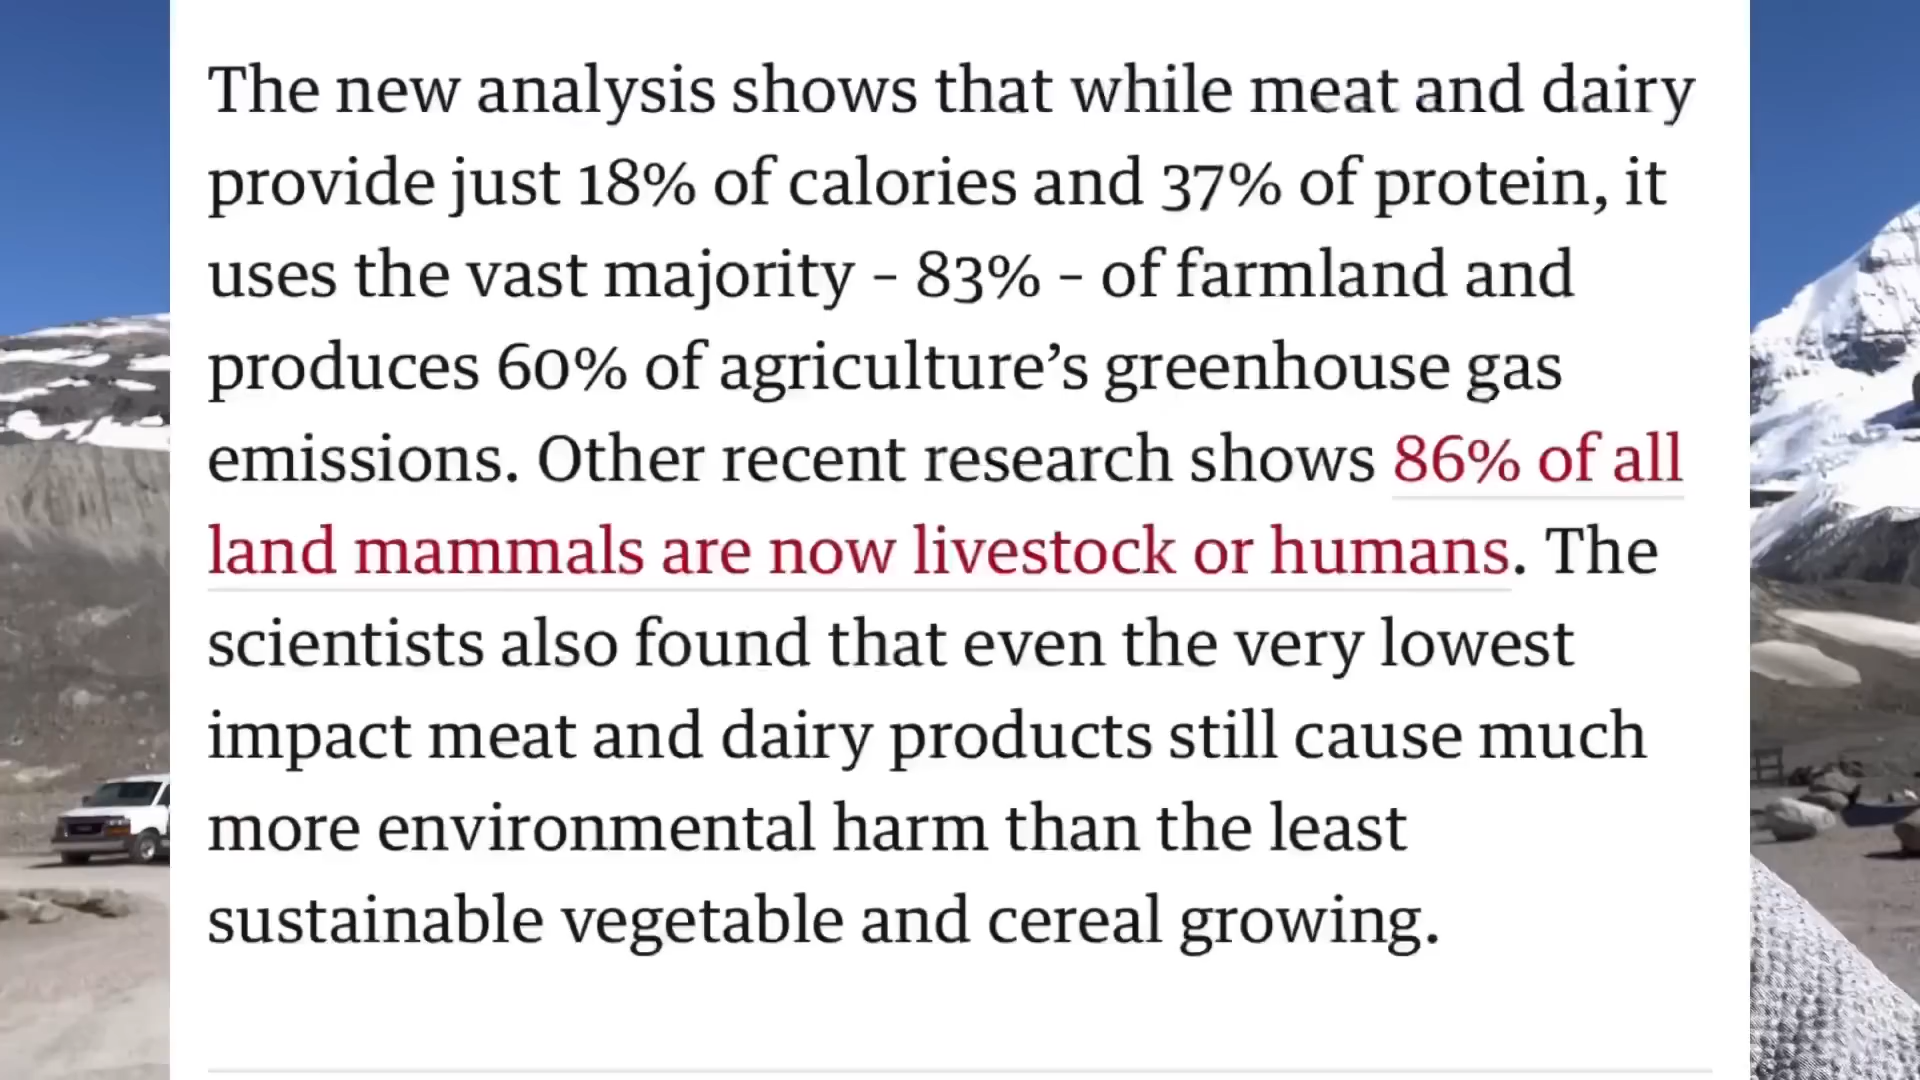 The new analysis shows that while meat and dairy
provide just 18% of calories and 37% of protein, it
uses the vast majority - 83% - of farmland and
produces 60% of agriculture’s greenhouse gas
emissions. Other recent research shows 86% of all
land mammals are now livestock or humans. The
scientists also found that even the very lowest
impact meat and dairy products still cause much
more environmental harm than the least
sustainable vegetable and cereal growing.